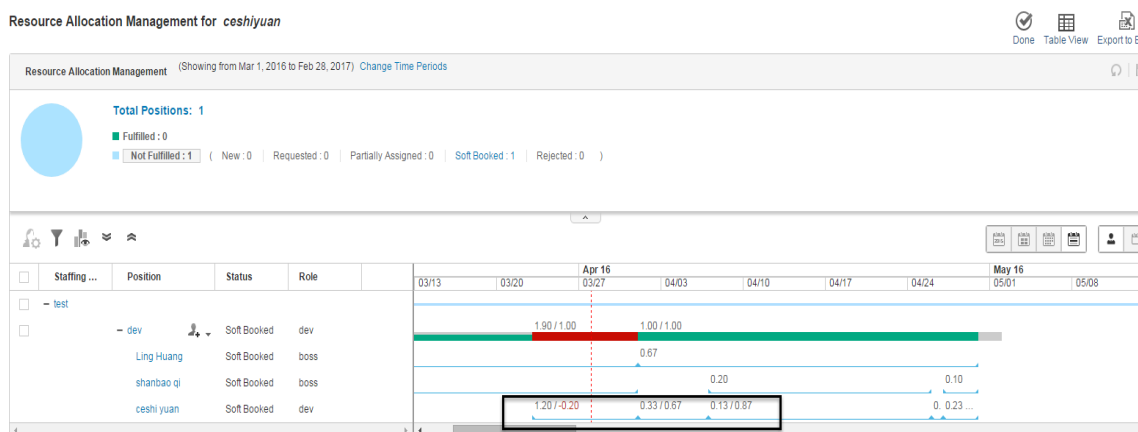 Resource Allocation Management for ceshiyuan
Done Table View Export to E
Resource Allocation Management (Showing from Mar 1, 2016 to Feb 28, 2017) Change Time Periods
Total Positions: 1
Fulfilled : 0
Not Fulfilled : 1 ( New : 0 | Requested : 0 | Partially Assigned : 0 | Soft Booked : 1 | Rejected : 0 )
Staffing ... Position Status Role
Apr 16 May 16
03/13 03/20 03/27 04/03 04/10 04/17 04/24 05/01 05/08
test
1.90 / 1.00 1.00 / 1.00
dev Soft Booked dev
0.67
Ling Huang Soft Booked boss
0.20 0.10
shanbao qi Soft Booked boss
1.20 / -0.20 0.33 / 0.67 0.13 / 0.87 0. 0.23 ...
ceshi yuan Soft Booked dev